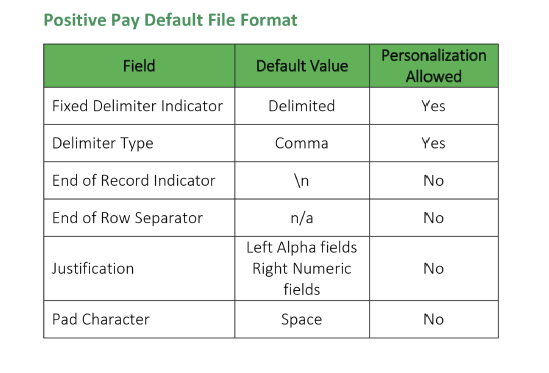 Positive Pay Default File Format
Field Default Value Personalization
Allowed
Fixed Delimiter Indicator Delimited Yes
Delimiter Type Comma Yes
End of Record Indicator \n No
End of Row Separator n/a No
Justification Left Alpha fields
Right Numeric
fields No
Pad Character Space No